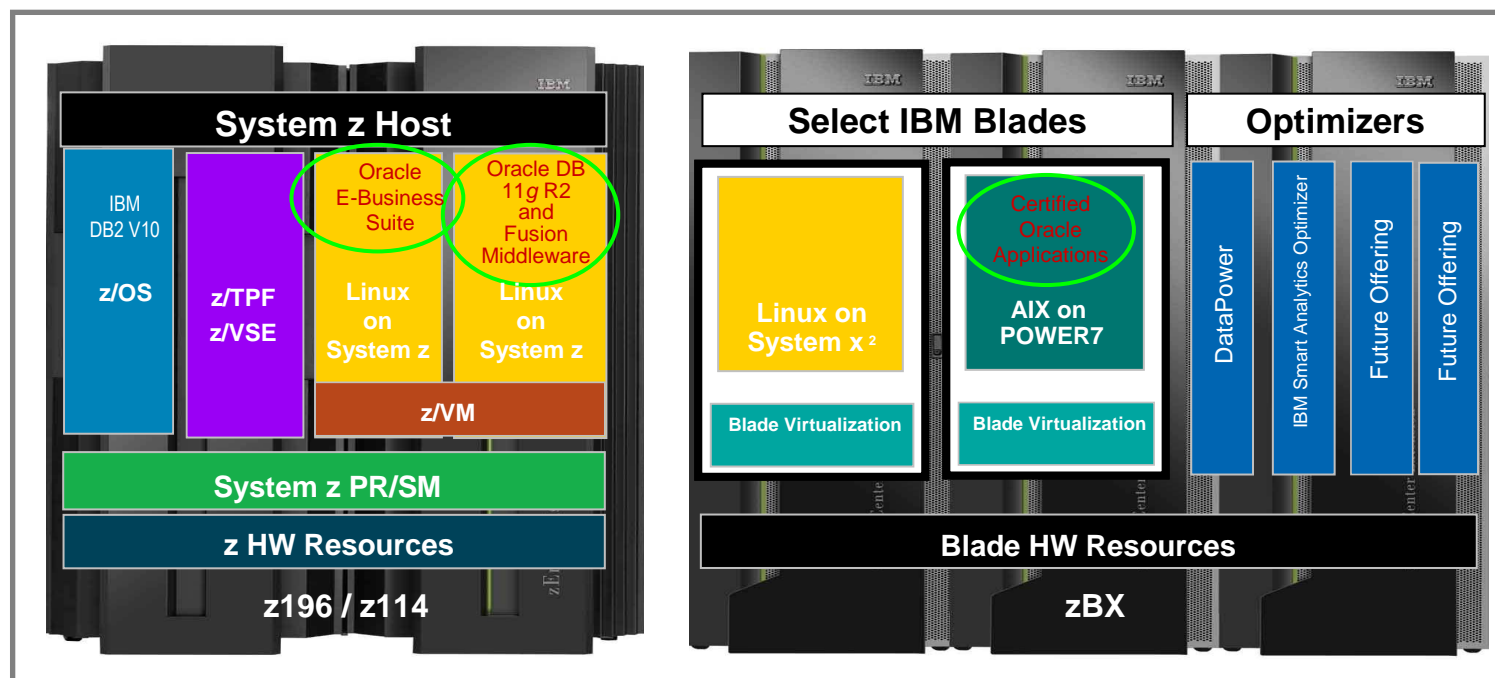 IBM
System z Host
IBM
DB2 V10
z/OS
z/TPF
z/VSE
Oracle
E-Business
Suite
Linux
on
System z
Oracle DB
11g R2
and
Fusion
Middleware
Linux
on
System z
z/VM
System z PR/SM
z HW Resources
z196 / z114
IBM
IBM
IBM
Select IBM Blades
Optimizers
Linux on
System x 2
Blade Virtualization
Certified
Oracle
Applications
AIX on
POWER7
Blade Virtualization
DataPower
IBM Smart Analytics Optimizer
Future Offering
Future Offering
Blade HW Resources
zBX